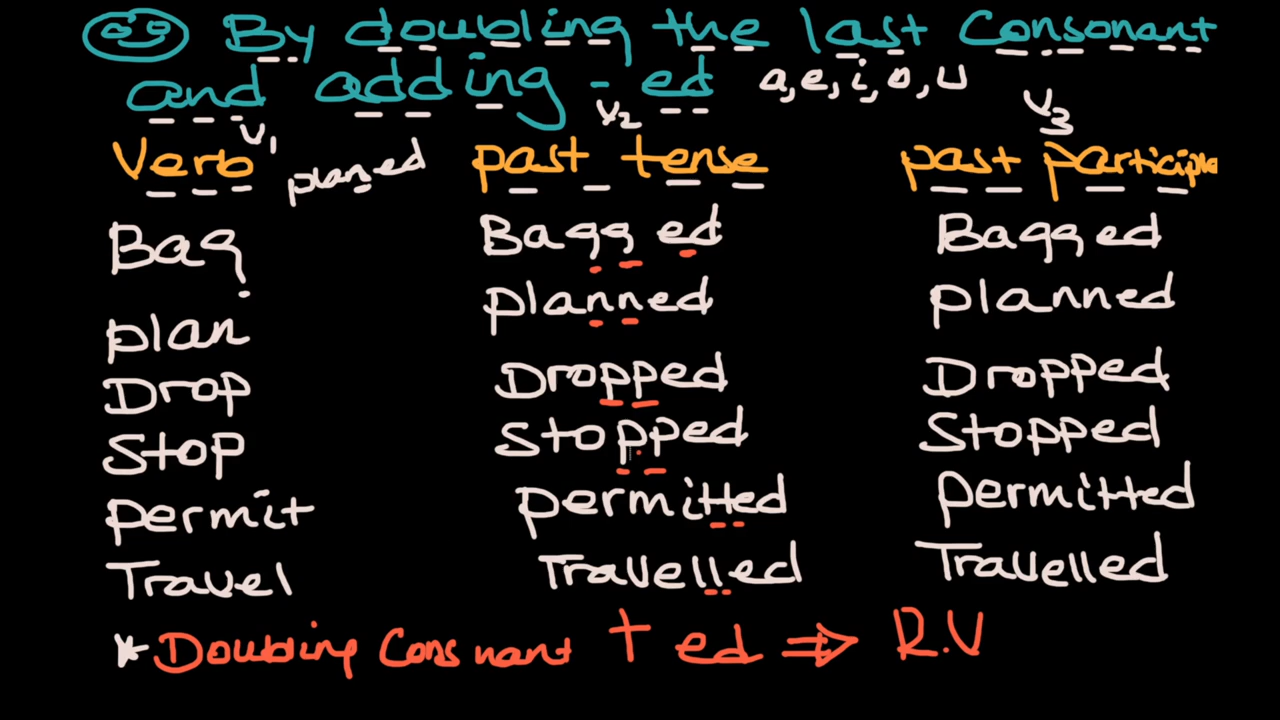 By doubling the last Consonant
and adding - ed a, e, i, o, u
V1 V2 V3
Verb planed past tense past participle
Bag Bagged Bagged
plan planned planned
Drop Dropped Dropped
Stop Stopped Stopped
permit permitted permitted
Travel Travelled Travelled
* Doubling Consnant + ed ⇒ R.V